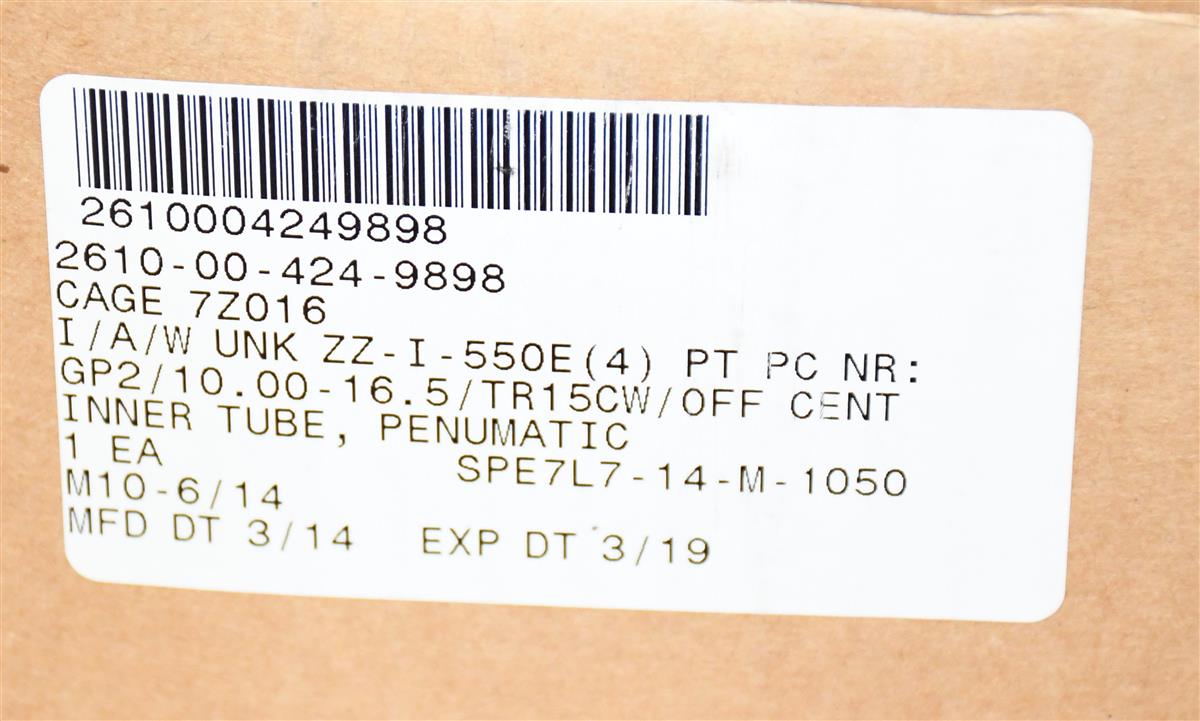 2610004249898
2610-00-424-9898
CAGE 7Z016
I/A/W UNK ZZ-I-550E(4) PT PC NR:
GP2/10.00-16.5/TR15CW/OFF CENT
INNER TUBE, PENUMATIC
1 EA SPE7L7-14-M-1050
M10-6/14
MFD DT 3/14 EXP DT 3/19